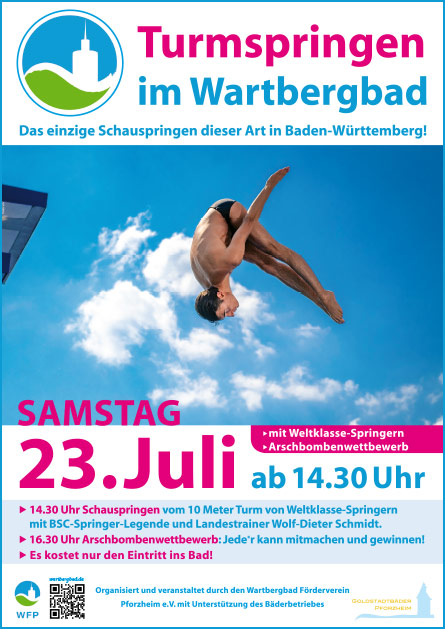 Turmspringen
im Wartbergbad
Das einzige Schauspringen dieser Art in Baden-Württemberg!
SAMSTAG
mit Weltklasse-Springern
Arschbombenwettbewerb
23.Juli ab 14.30 Uhr
14.30 Uhr Schauspringen vom 10 Meter Turm von Weltklasse-Springern
mit BSC-Springer-Legende und Landestrainer Wolf-Dieter Schmidt.
16.30 Uhr Arschbombenwettbewerb: Jede'r kann mitmachen und gewinnen!
Es kostet nur den Eintritt ins Bad!
wartbergbad.de
WFP
Organisiert und veranstaltet durch den Wartbergbad Förderverein
Pforzheim e.V. mit Unterstützung des Bäderbetriebes
Goldstadtbäder
Pforzheim